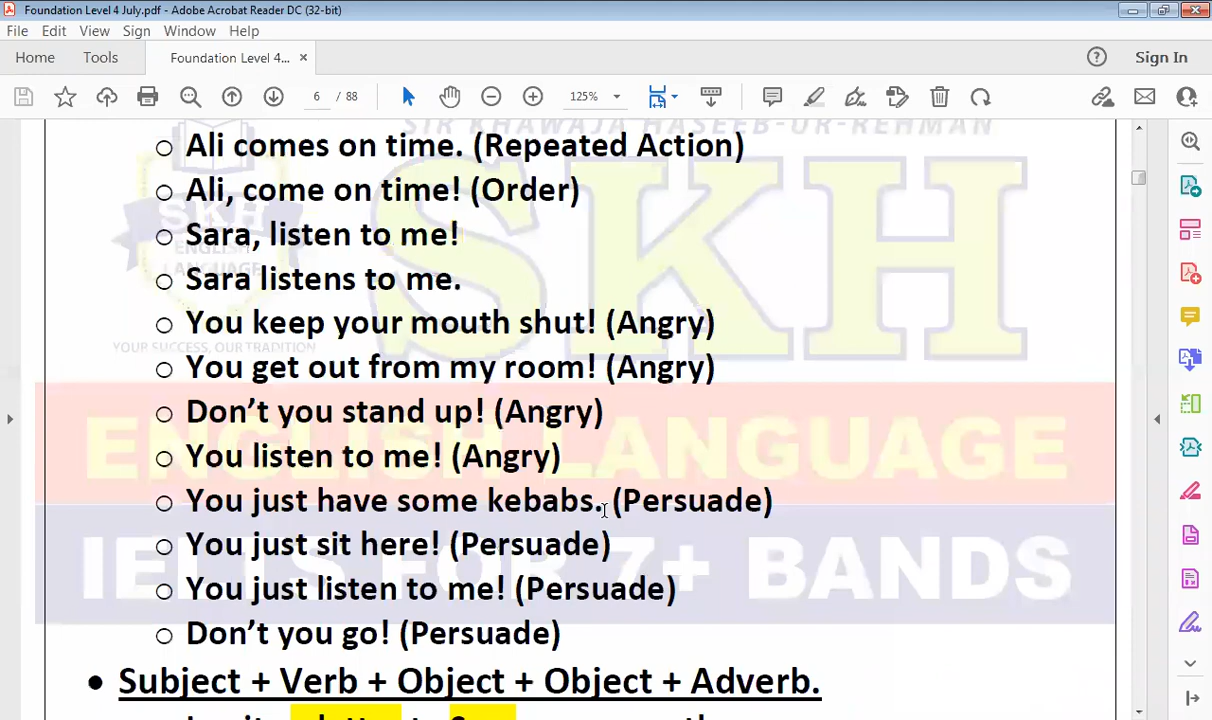 Foundation Level 4 July.pdf - Adobe Acrobat Reader DC (32-bit)
File Edit View Sign Window Help
Home Tools Foundation Level 4... × Sign In
6 / 88 125%
SIR KHAWAJA HASEEB-UR-REHMAN
Ali comes on time. (Repeated Action)
Ali, come on time! (Order)
Sara, listen to me!
Sara listens to me.
You keep your mouth shut! (Angry)
You get out from my room! (Angry)
Don't you stand up! (Angry)
You listen to me! (Angry)
You just have some kebabs. (Persuade)
You just sit here! (Persuade)
You just listen to me! (Persuade)
Don't you go! (Persuade)
Subject + Verb + Object + Object + Adverb.
SKH
ENGLISH
LANGUAGE
YOUR SUCCESS, OUR TRADITION
SKH
ENGLISH LANGUAGE
IELTS FOR 7+ BANDS